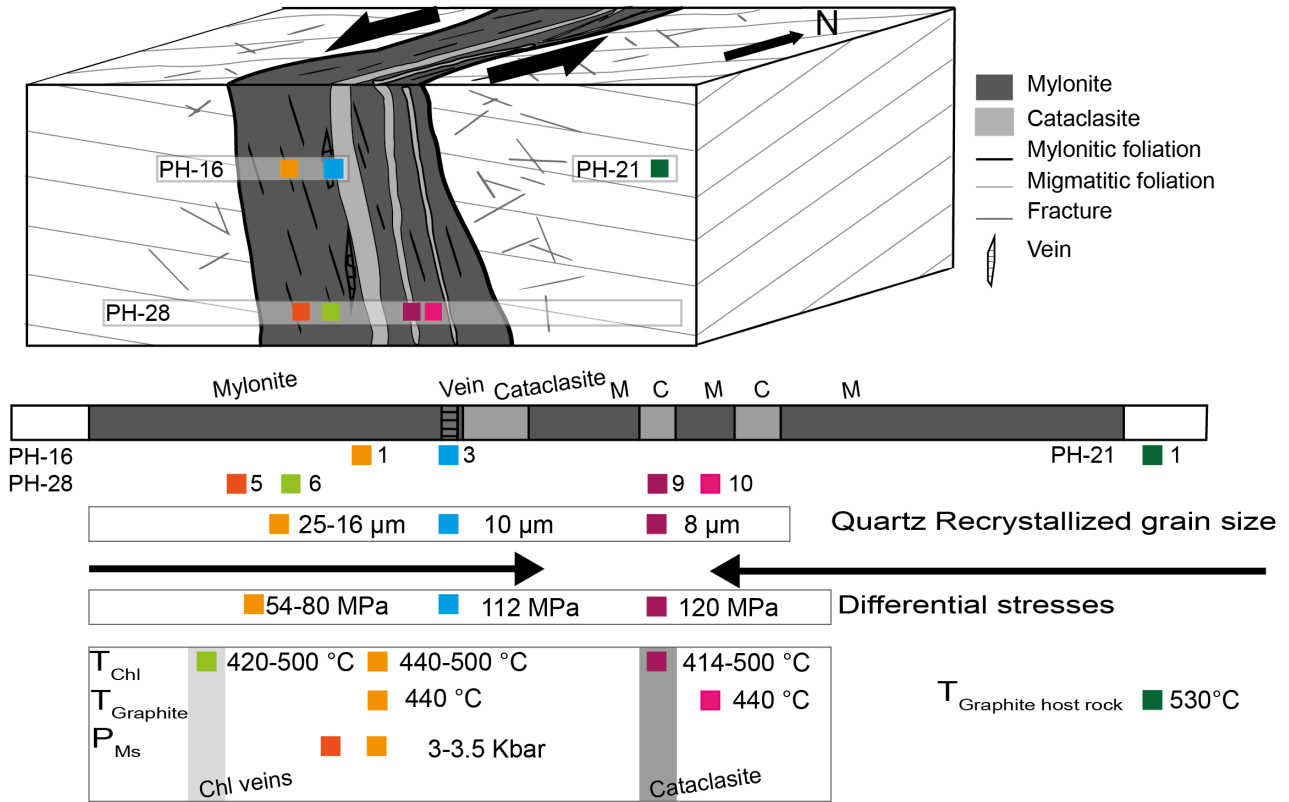 N
Mylonite
Cataclasite
Mylonitic foliation
Migmatitic foliation
Fracture
Vein
PH-16
PH-21
PH-28
Mylonite Vein Cataclasite M C M C M
PH-16 1 3 PH-21 1
PH-28 5 6 9 10
25-16 µm 10 µm 8 µm Quartz Recrystallized grain size
54-80 MPa 112 MPa 120 MPa Differential stresses
TChl 420-500 °C 440-500 °C 414-500 °C
TGraphite 440 °C 440 °C TGraphite host rock 530°C
PMs 3-3.5 Kbar
Chl veins Cataclasite